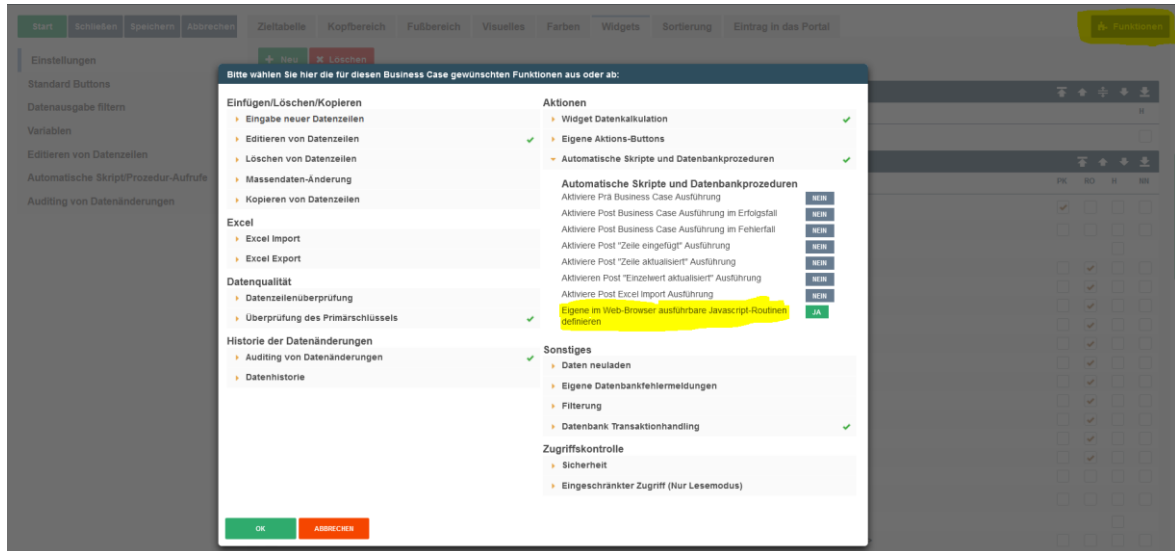 Start Schließen Speichern Abbrechen Zieltabelle Kopfbereich Fußbereich Visuelles Farben Widgets Sortierung Eintrag in das Portal Funktionen
Einstellungen
Standard Buttons
Datenausgabe filtern
Variablen
Editieren von Datenzeilen
Automatische Skript/Prozedur-Aufrufe
Auditing von Datenänderungen
+ Neu × Löschen
Bitte wählen Sie hier die für diesen Business Case gewünschten Funktionen aus oder ab:
Einfügen/Löschen/Kopieren
Eingabe neuer Datenzeilen
Editieren von Datenzeilen
Löschen von Datenzeilen
Massendaten-Änderung
Kopieren von Datenzeilen
Excel
Excel Import
Excel Export
Datenqualität
Datenzeilenüberprüfung
Überprüfung des Primärschlüssels
Historie der Datenänderungen
Auditing von Datenänderungen
Datenhistorie
Aktionen
Widget Datenkalkulation
Eigene Aktions-Buttons
Automatische Skripte und Datenbankprozeduren
Automatische Skripte und Datenbankprozeduren
Aktiviere Prä Business Case Ausführung NEIN
Aktiviere Post Business Case Ausführung im Erfolgsfall NEIN
Aktiviere Post Business Case Ausführung im Fehlerfall NEIN
Aktiviere Post "Zeile eingefügt" Ausführung NEIN
Aktiviere Post "Zeile aktualisiert" Ausführung NEIN
Aktivieren Post "Einzelwert aktualisiert" Ausführung NEIN
Aktiviere Post Excel Import Ausführung NEIN
Eigene im Web-Browser ausführbare Javascript-Routinen JA
definieren
Sonstiges
Daten neuladen
Eigene Datenbankfehlermeldungen
Filterung
Datenbank Transaktionhandling
Zugriffskontrolle
Sicherheit
Eingeschränkter Zugriff (Nur Lesemodus)
OK ABBRECHEN
H
PK RO H NN